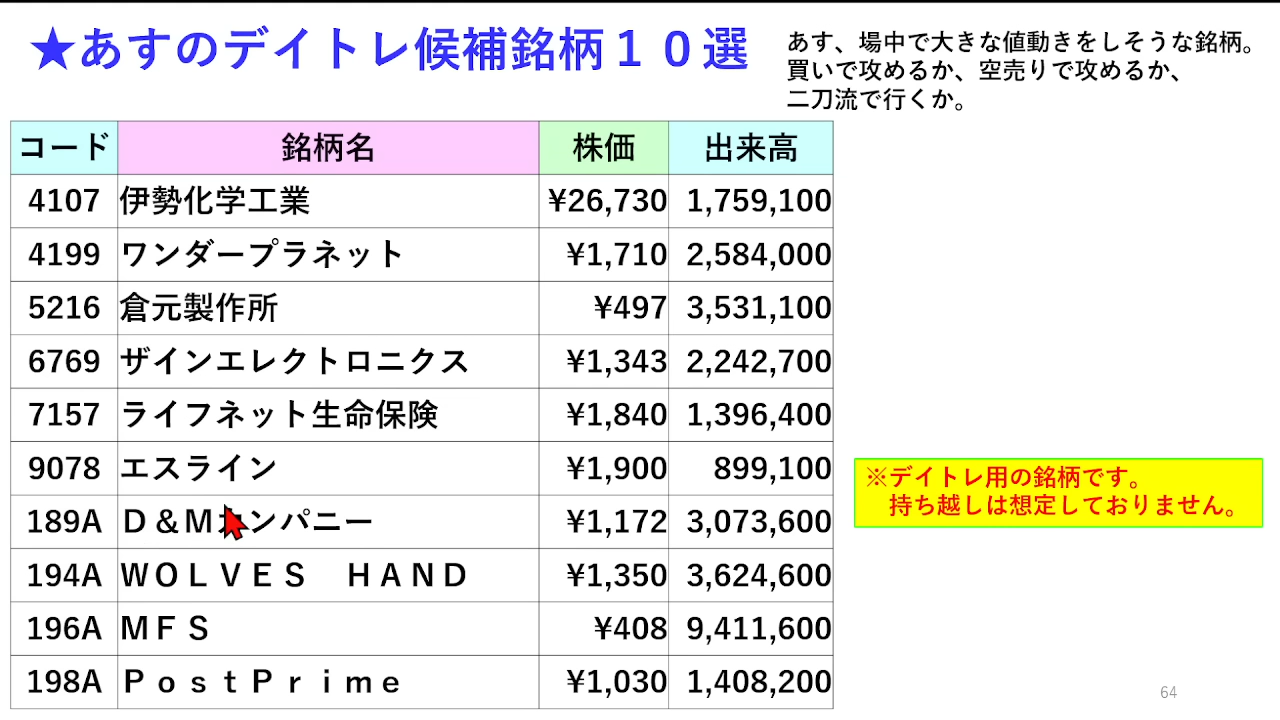 ★あすのデイトレ候補銘柄１０選
あす、場中で大きな値動きをしそうな銘柄。
買いで攻めるか、空売りで攻めるか、
二刀流で行くか。
コード 銘柄名 株価 出来高
4107 伊勢化学工業 ¥26,730 1,759,100
4199 ワンダープラネット ¥1,710 2,584,000
5216 倉元製作所 ¥497 3,531,100
6769 ザインエレクトロニクス ¥1,343 2,242,700
7157 ライフネット生命保険 ¥1,840 1,396,400
9078 エスライン ¥1,900 899,100
189A Ｄ＆Ｍカンパニー ¥1,172 3,073,600
194A ＷＯＬＶＥＳ　ＨＡＮＤ ¥1,350 3,624,600
196A ＭＦＳ ¥408 9,411,600
198A ＰｏｓｔＰｒｉｍｅ ¥1,030 1,408,200
※デイトレ用の銘柄です。
持ち越しは想定しておりません。
64